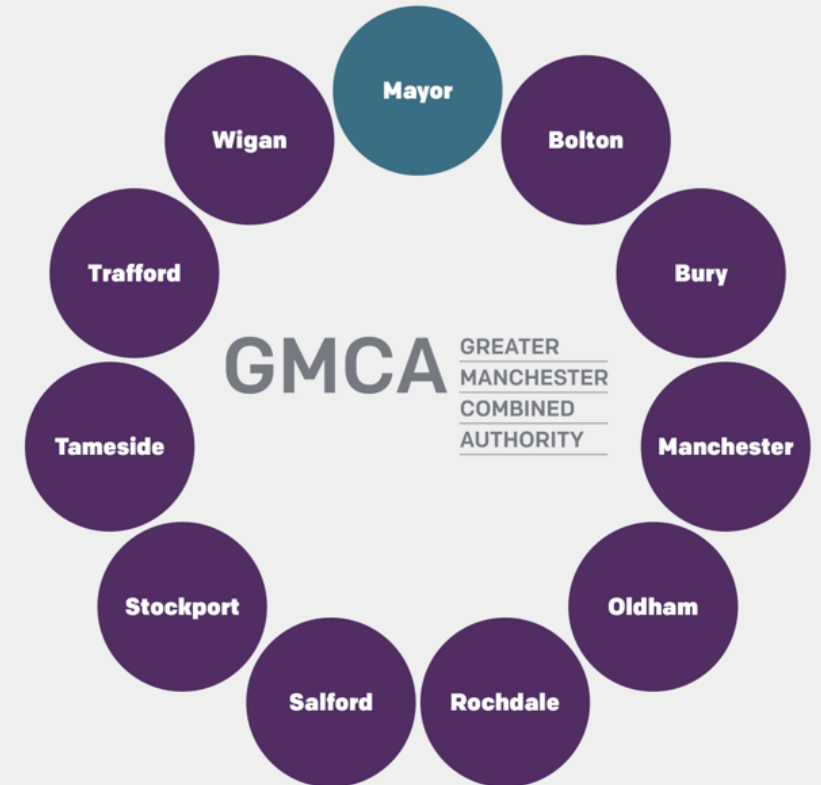 Mayor
Bolton
Bury
Manchester
Oldham
Rochdale
Salford
Stockport
Tameside
Trafford
Wigan
GMCA
GREATER
MANCHESTER
COMBINED
AUTHORITY